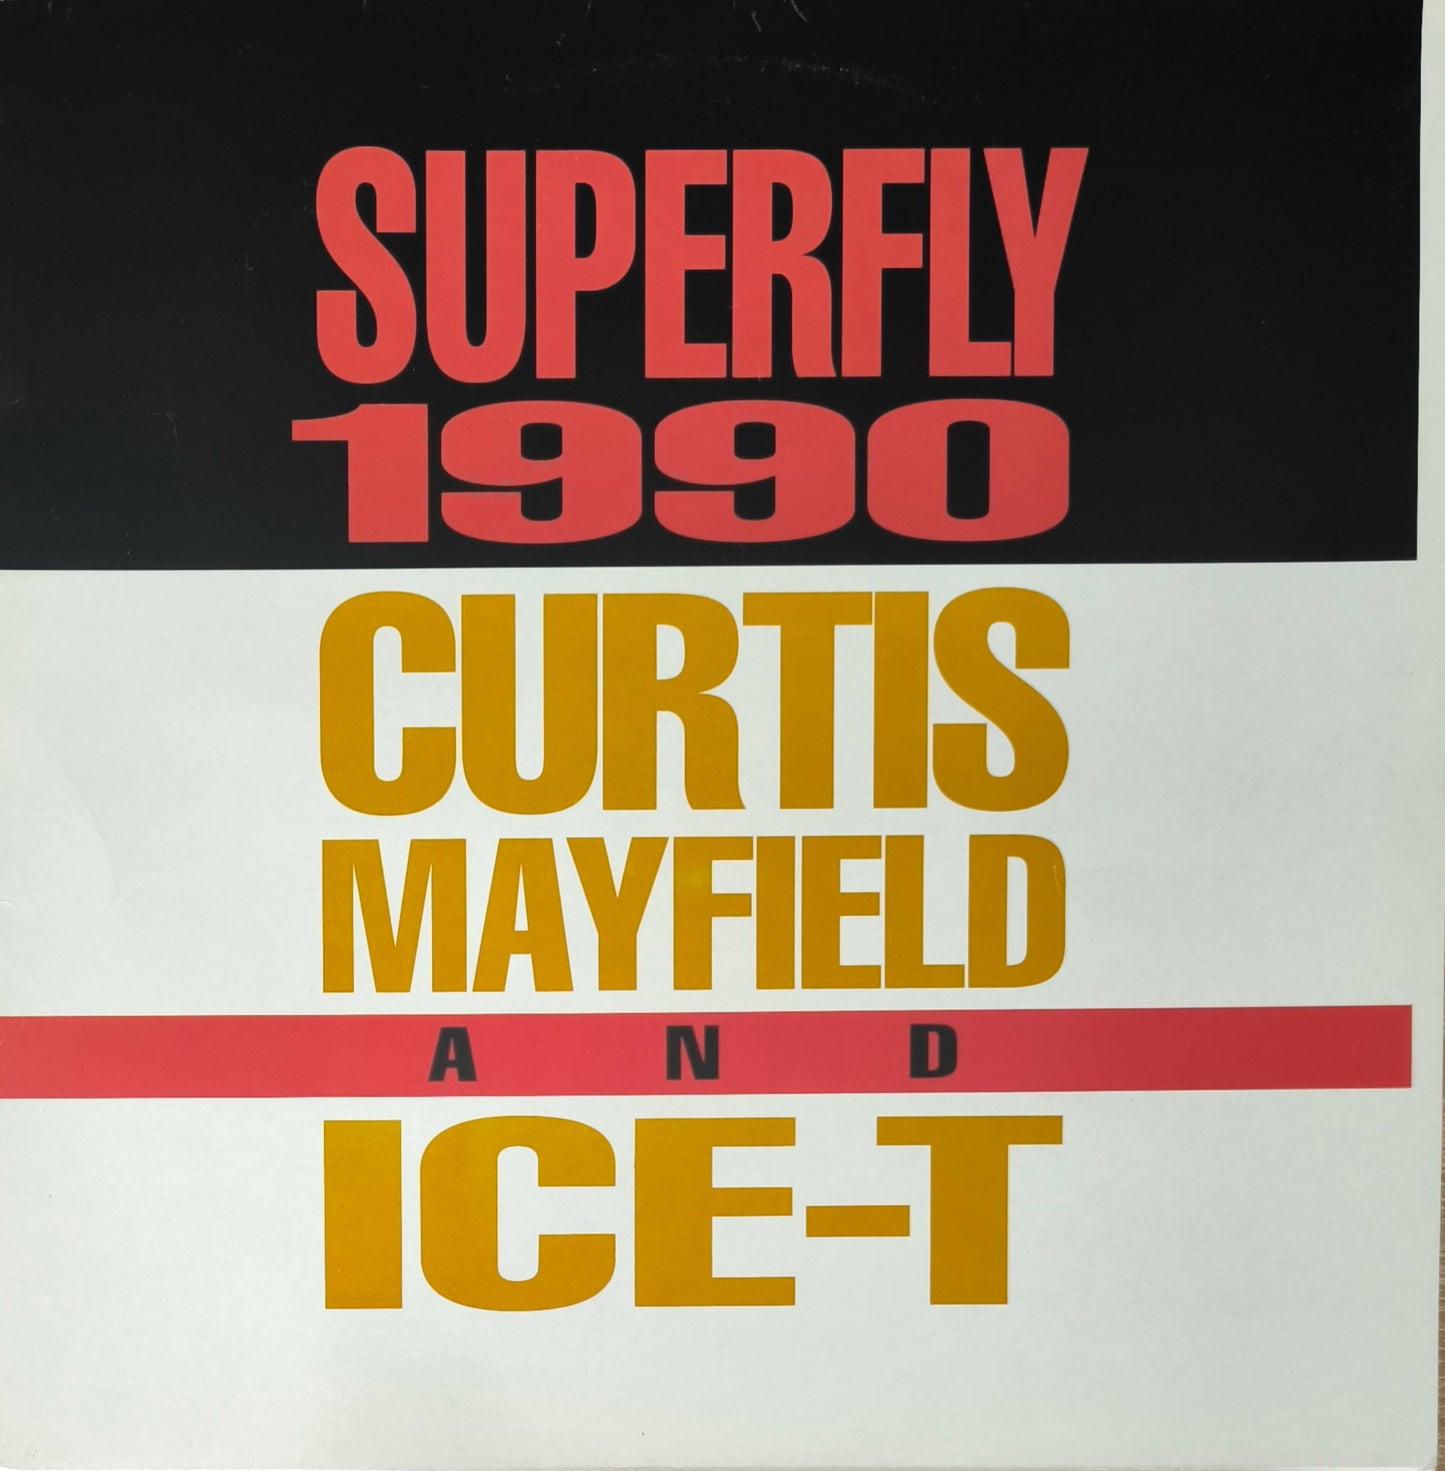 SUPERFLY
1990
CURTIS
MAYFIELD
AND
ICE-T